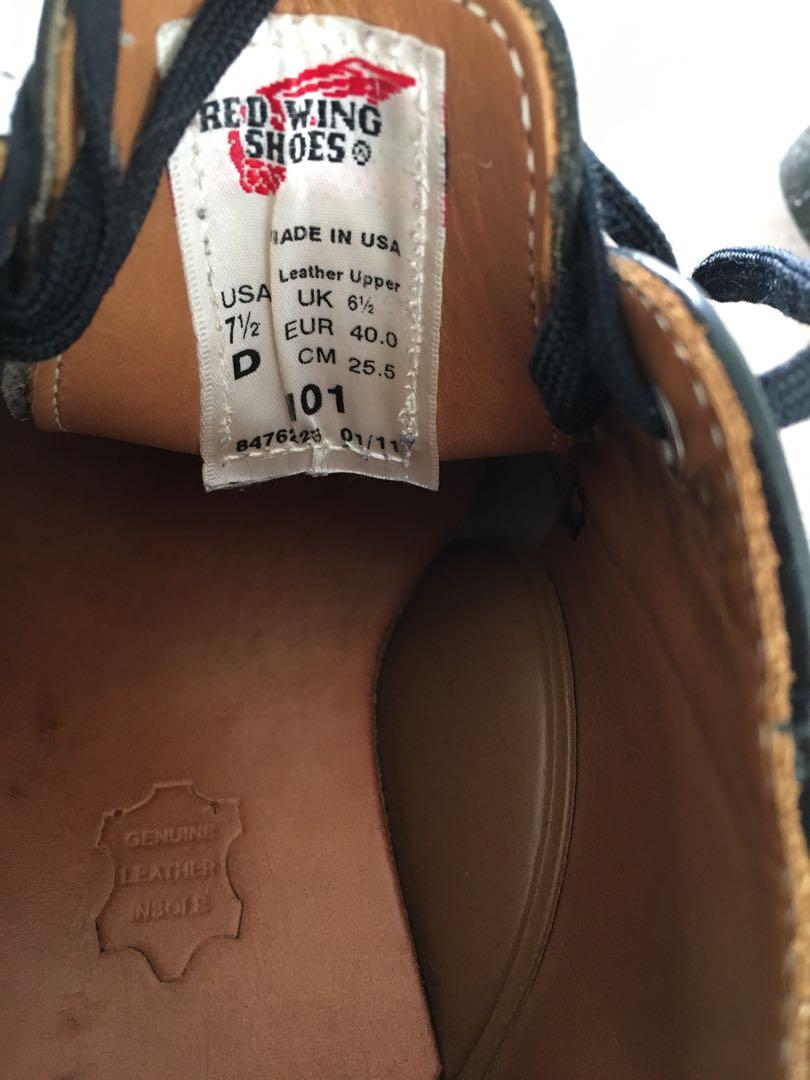 RED WING
SHOES®
MADE IN USA
Leather Upper
USA UK 6½
7½ EUR 40.0
D CM 25.5
101
01/11
GENUINE
LEATHER
INSOLE